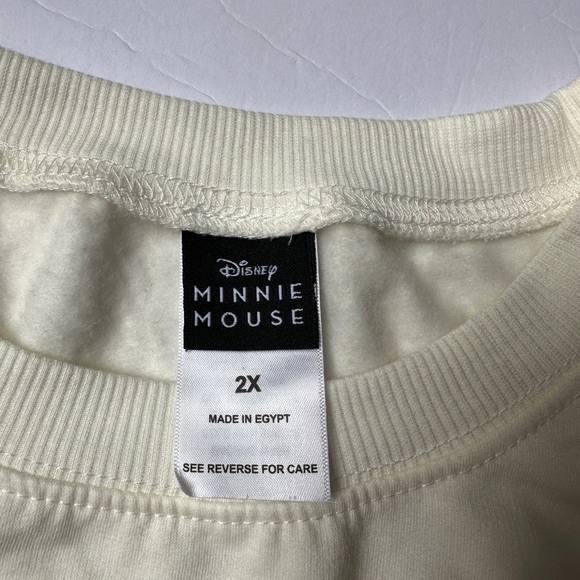 Disney
MINNIE
MOUSE
2X
MADE IN EGYPT
SEE REVERSE FOR CARE